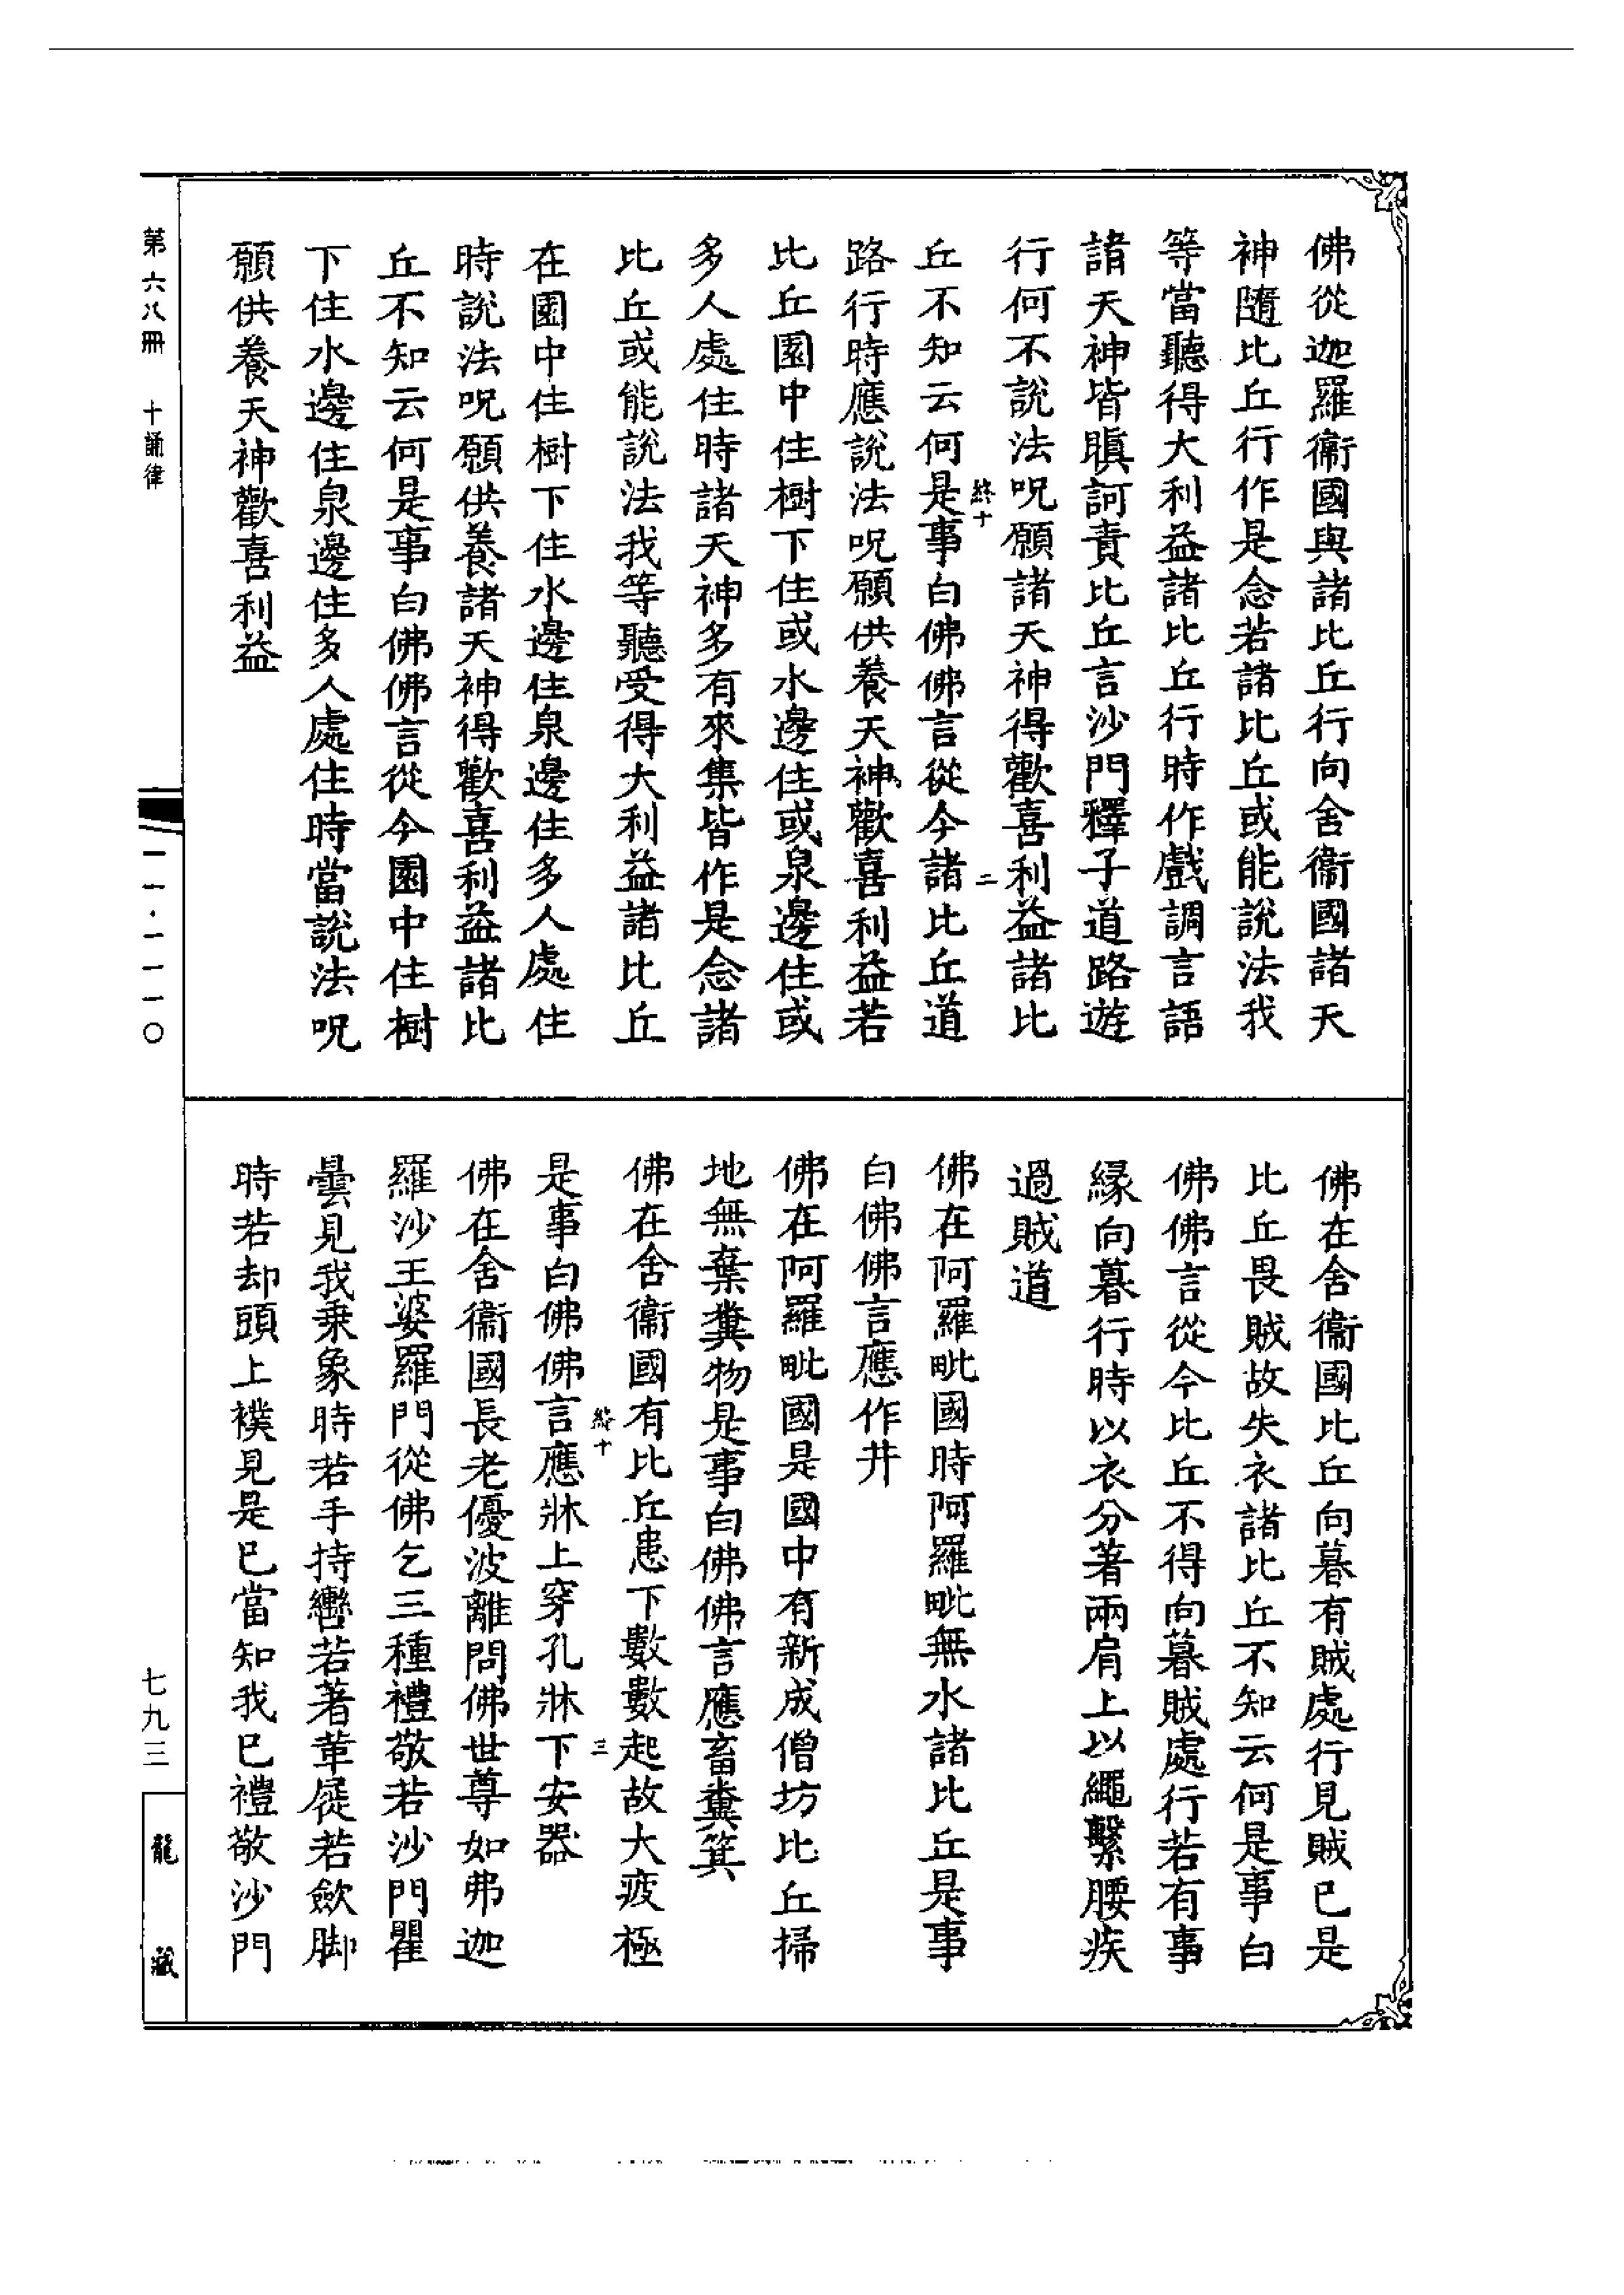 佛從迦羅衞國與諸比丘行向舍衞國諸天
神隨比丘行作是念若諸比丘或能說法我
等當聽得大利益諸比丘行時作戲調言語
諸天神皆瞋訶責比丘言沙門釋子道路遊
行何不說法呪願諸天神得歡喜利益諸比
終十 二
丘不知云何是事白佛佛言從今諸比丘道
路行時應說法呪願供養天神歡喜利益若
比丘園中住樹下住或水邊住或泉邊住或
多人處住時諸天神多有來集皆作是念諸
比丘或能說法我等聽受得大利益諸比丘
在園中住樹下住水邊住泉邊住多人處住
時說法呪願供養諸天神得歡喜利益諸比
丘不知云何是事白佛佛言從今園中住樹
下住水邊住泉邊住多人處住時當說法呪
願供養天神歡喜利益
佛在舍衞國比丘向暮有賊處行見賊已是
比丘畏賊故失衣諸比丘不知云何是事白
佛佛言從今比丘不得向暮賊處行若有事
緣向暮行時以衣分著兩肩上以繩繫腰疾
過賊道
佛在阿羅毗國時阿羅毗無水諸比丘是事
白佛佛言應作井
佛在阿羅毗國是國中有新成僧坊比丘掃
地無棄糞物是事白佛佛言應畜糞箕
佛在舍衞國有比丘患下數數起故大疲極
終十 三
是事白佛佛言應牀上穿孔牀下安器
佛在舍衞國長老優波離問佛世尊如弗迦
羅沙王婆羅門從佛乞三種禮敬若沙門瞿
曇見我乘象時若手持轡若著革屣若歛脚
時若却頭上襆見是已當知我已禮敬沙門
第六八册 十誦律
一一·一一一〇
七九三
龍藏